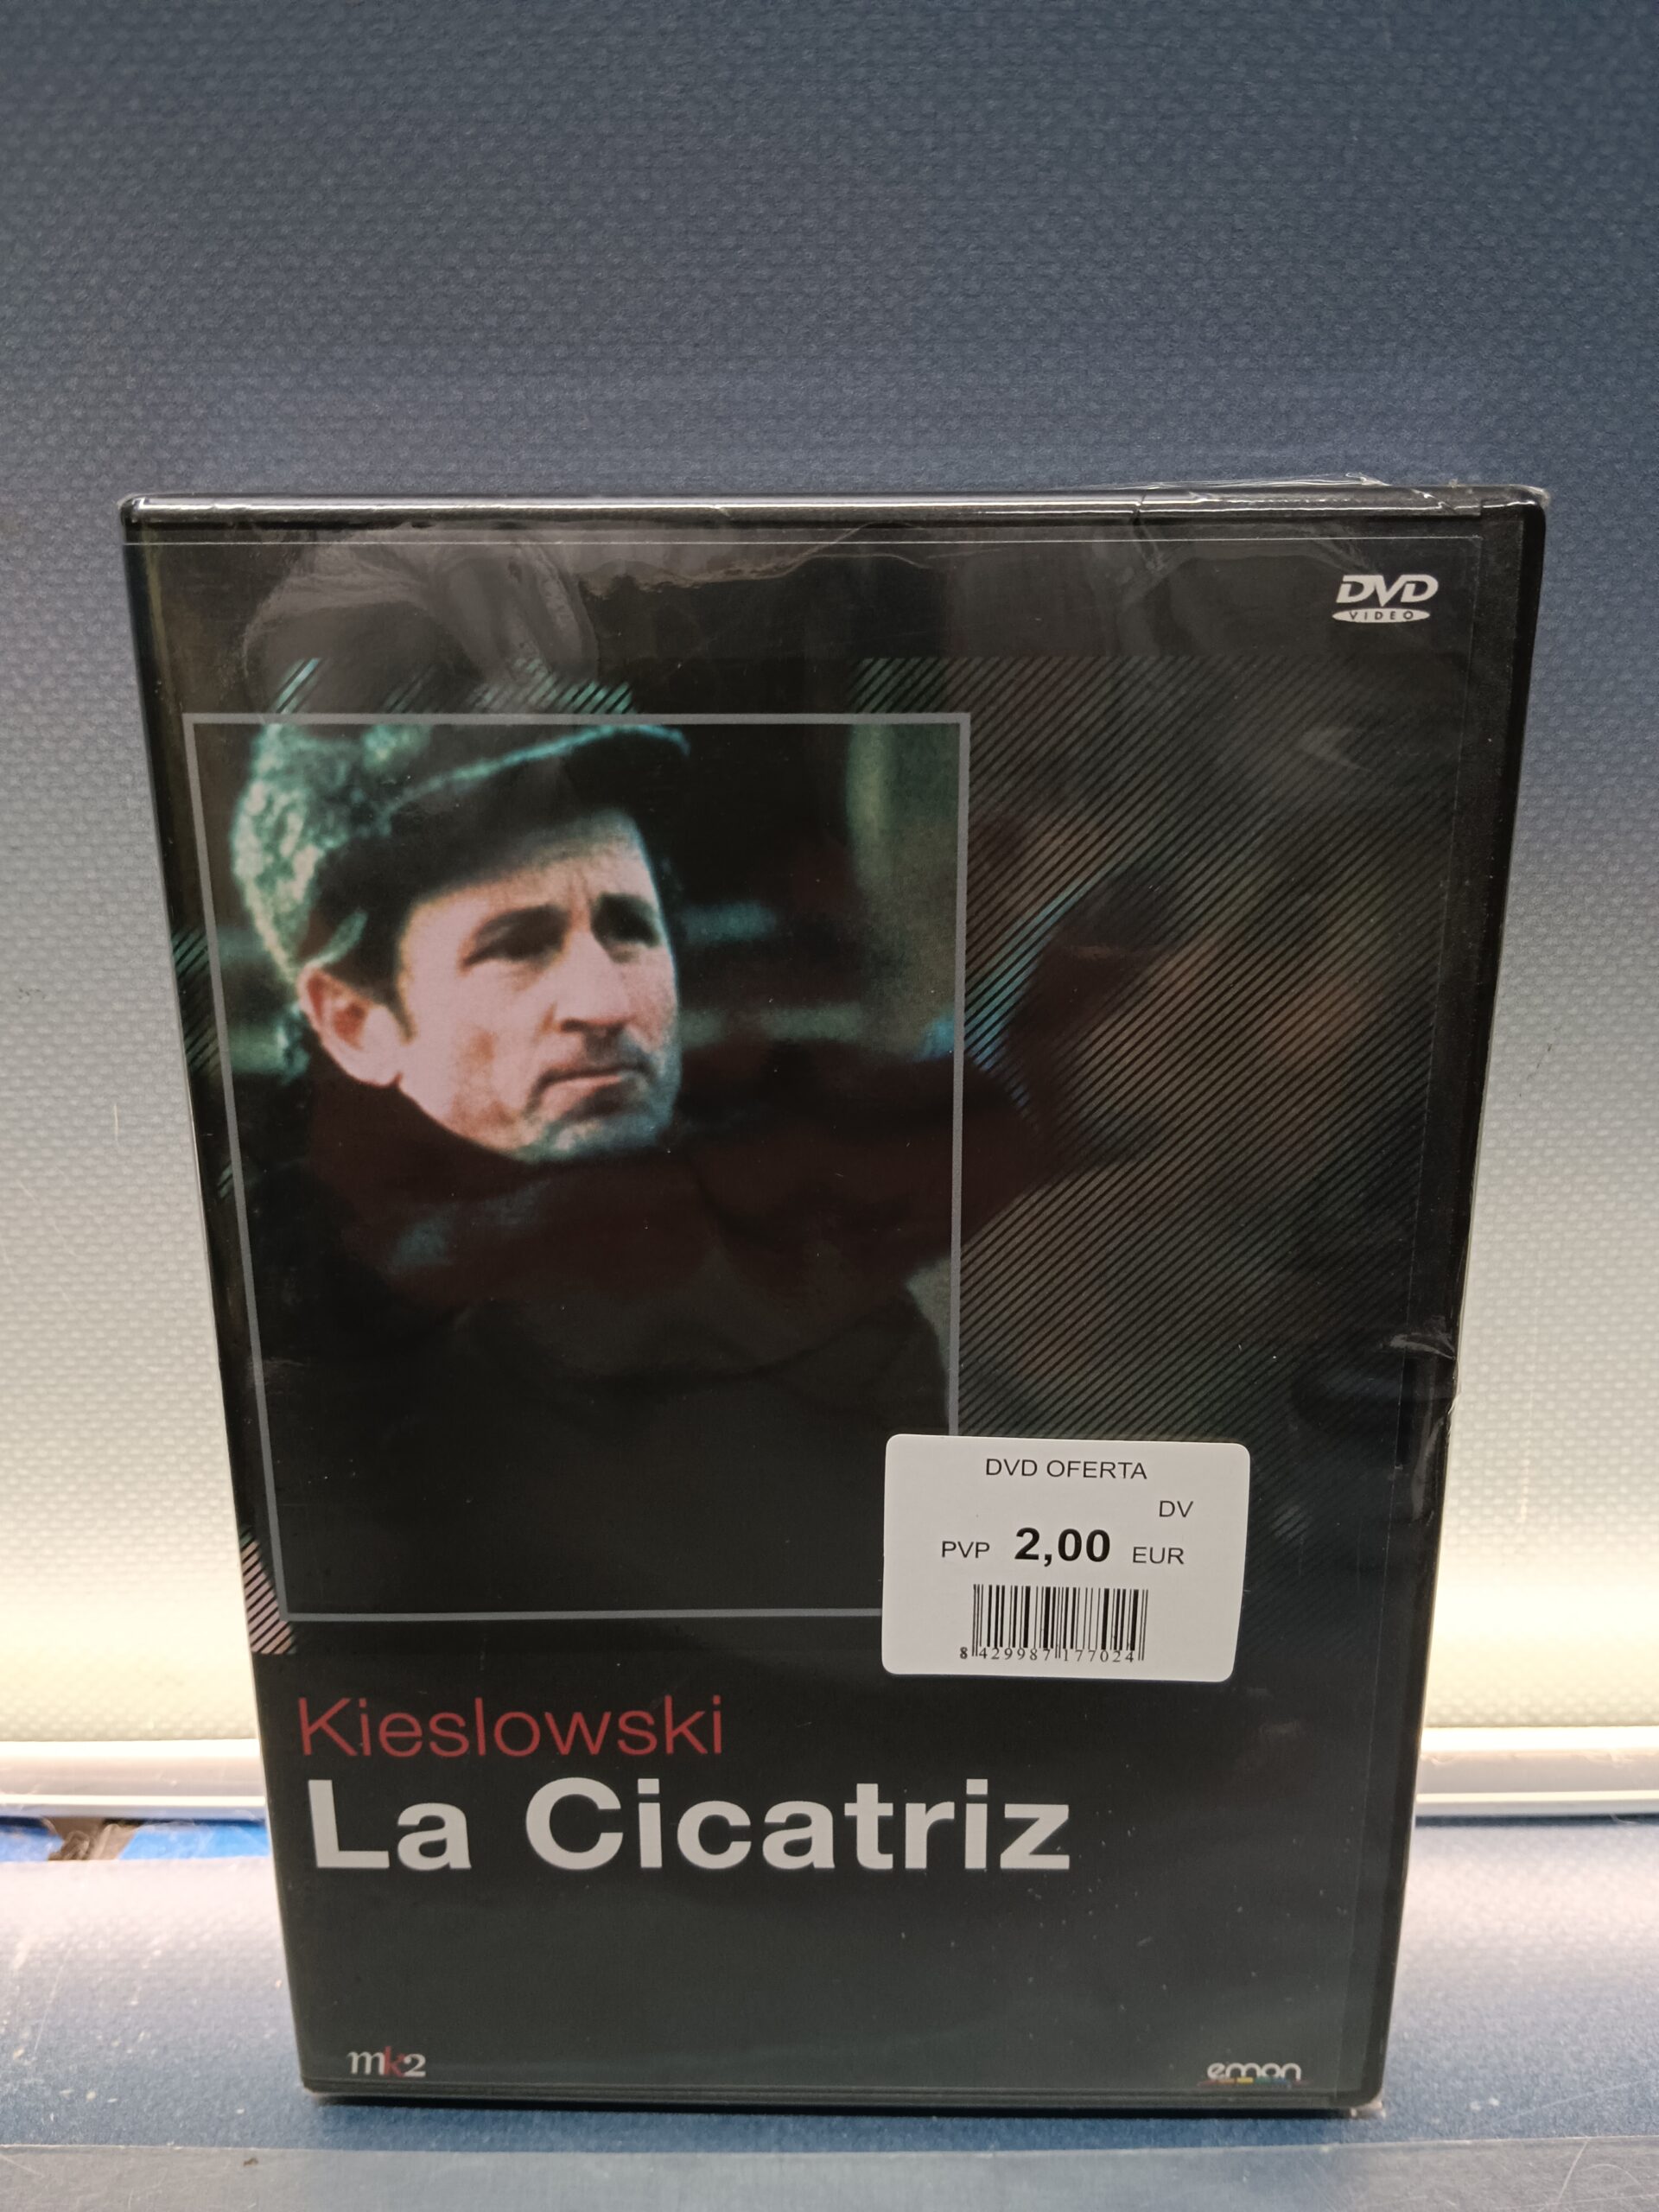 DVD
VIDEO
DVD OFERTA
DV
PVP 2,00 EUR
8 429987 177024
Kieslowski
La Cicatriz
mk2
emon